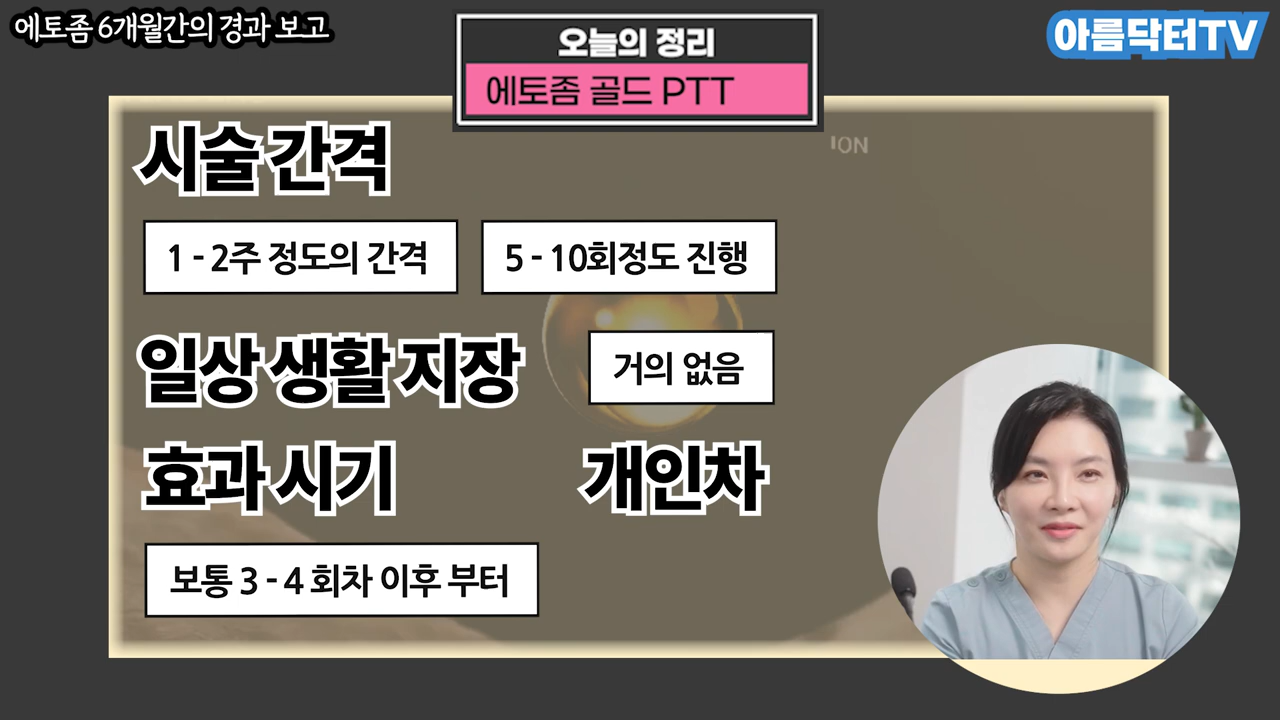 에토좀 6개월간의 경과 보고
오늘의 정리
아름닥터TV
에토좀 골드 PTT
시술 간격
ION
1 - 2주 정도의 간격
5 - 10회정도 진행
일상 생활 지장
거의 없음
효과 시기
개인차
보통 3 - 4 회차 이후 부터